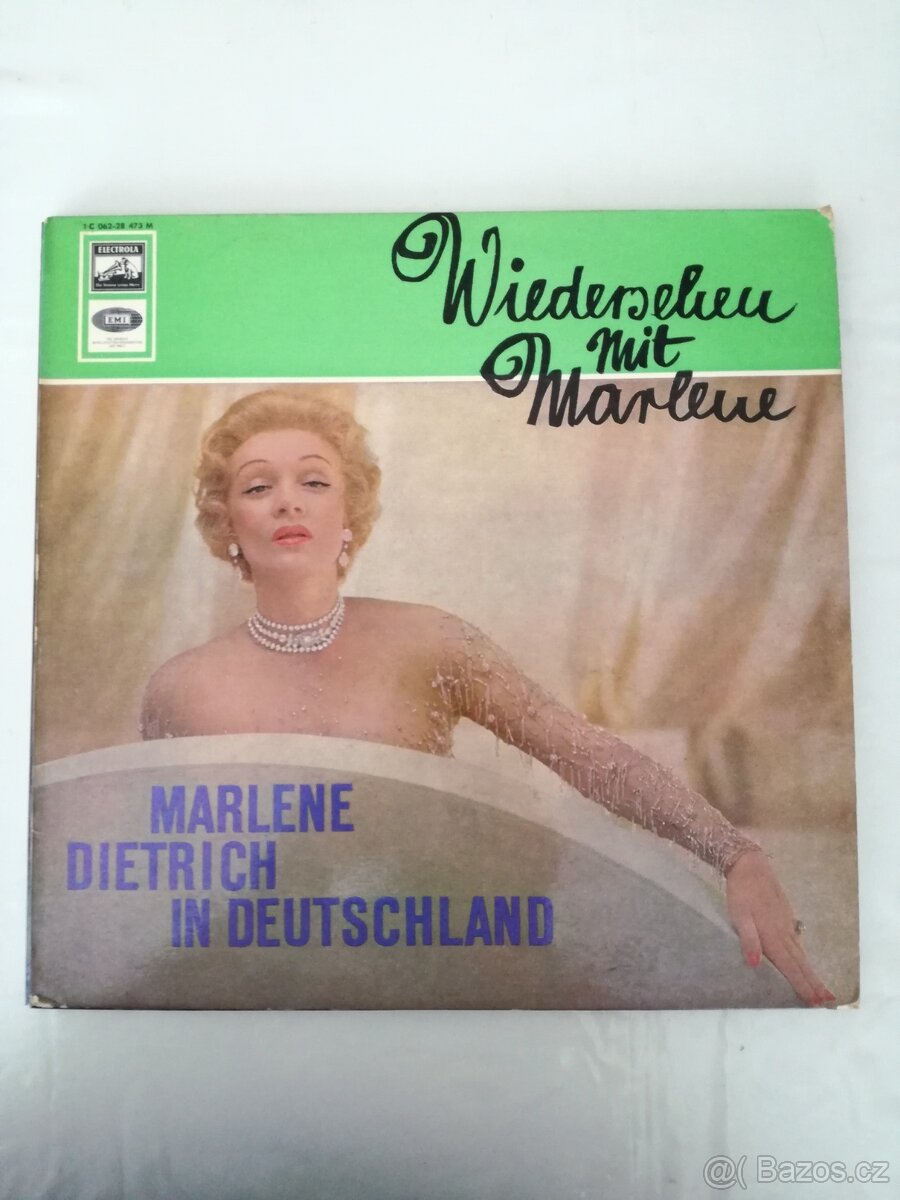 1 C 062-28 473 M
ELECTROLA
EMI
Wiedersehen
mit
Marlene
MARLENE
DIETRICH
IN DEUTSCHLAND
@( Bazos.cz